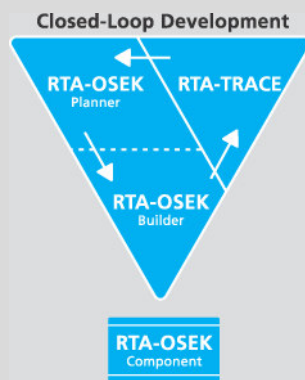 Closed-Loop Development
RTA-OSEK
Planner
RTA-TRACE
RTA-OSEK
Builder
RTA-OSEK
Component